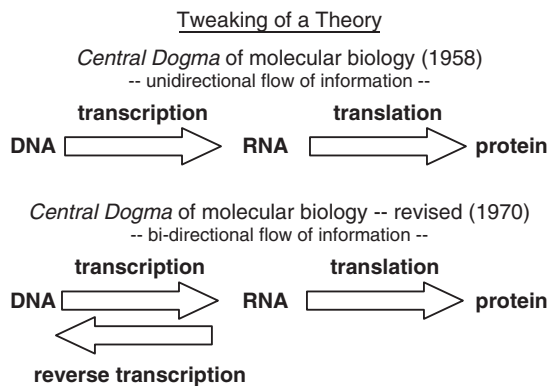 Tweaking of a Theory
Central Dogma of molecular biology (1958)
-- unidirectional flow of information --
transcription translation
DNA RNA protein
Central Dogma of molecular biology -- revised (1970)
-- bi-directional flow of information --
transcription translation
DNA RNA protein
reverse transcription